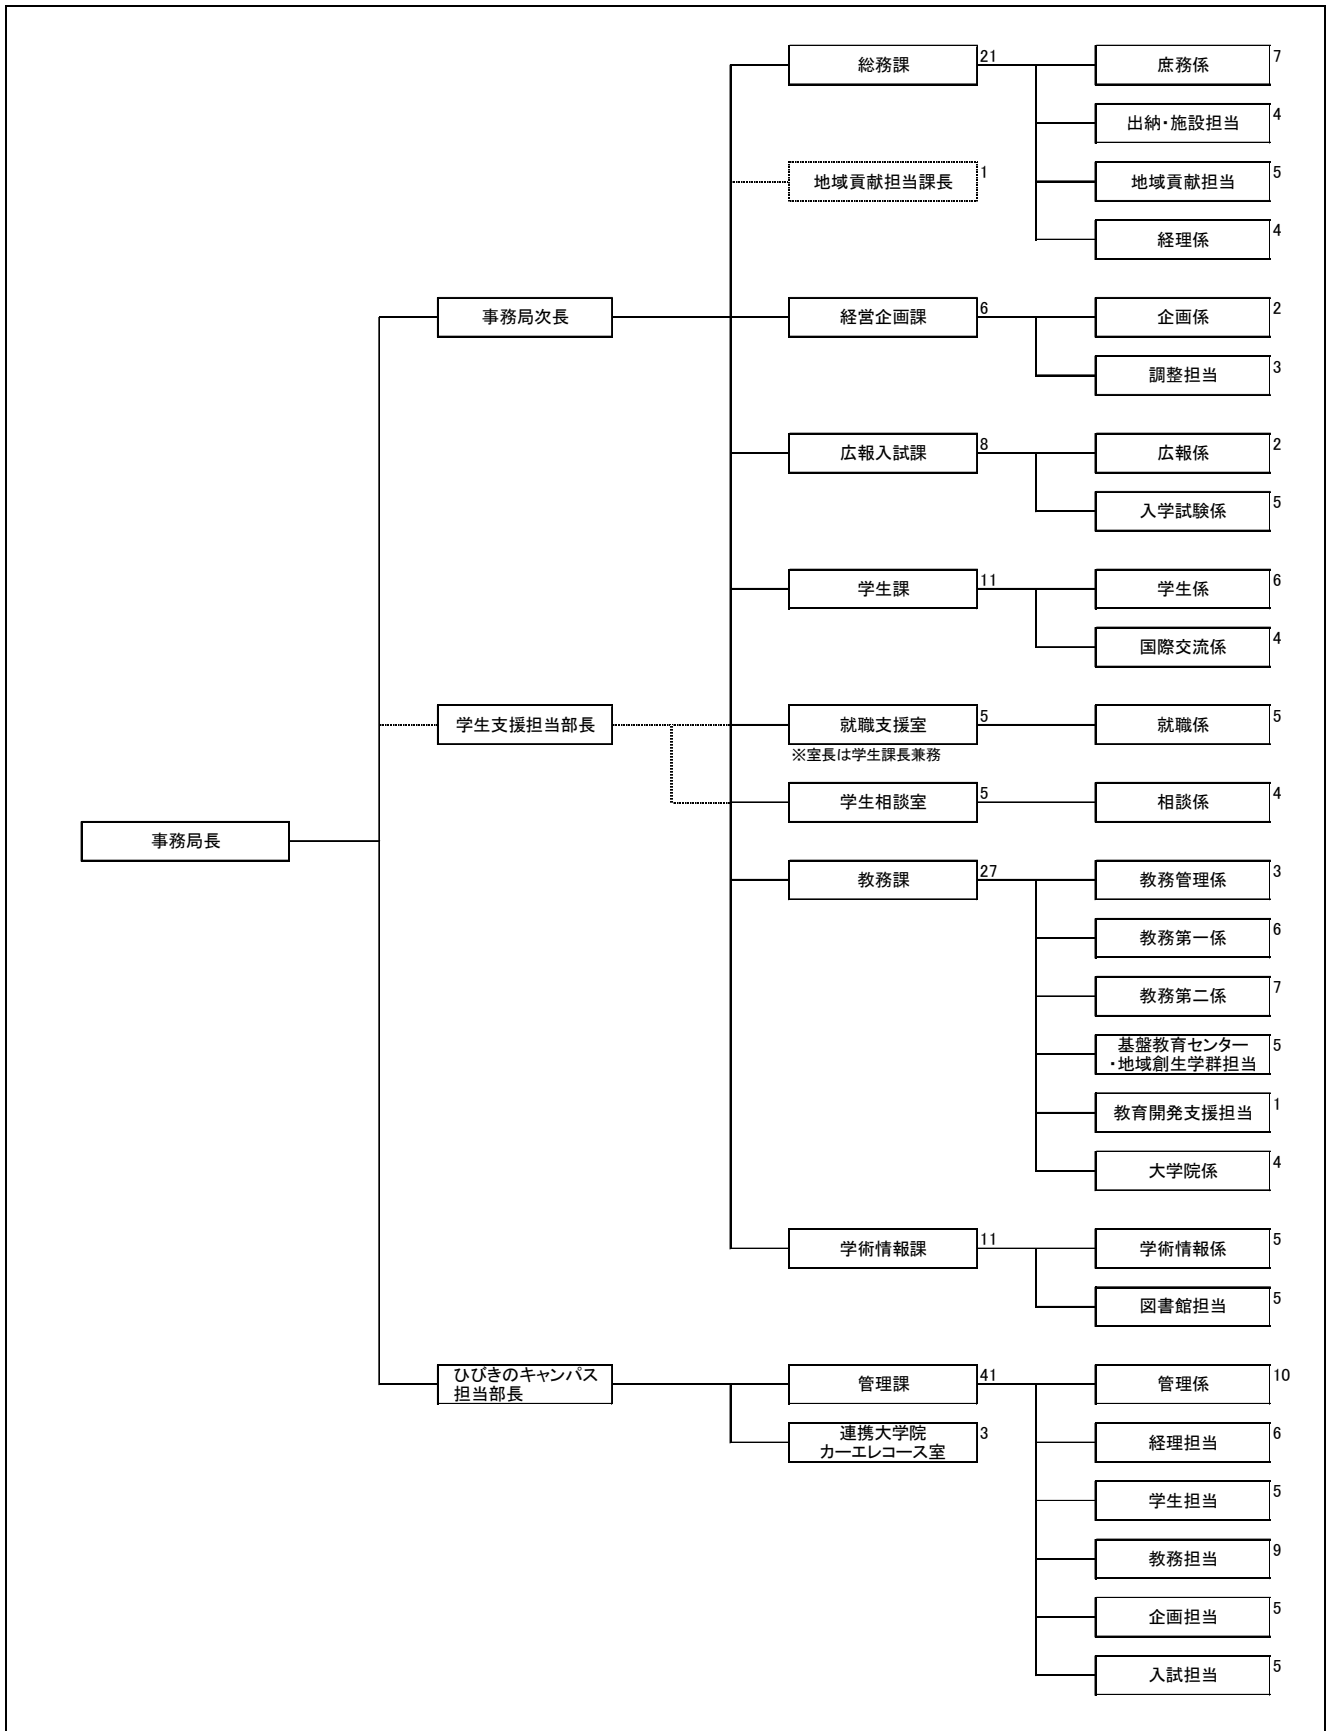 総務課 21
庶務係 7
出納・施設担当 4
地域貢献担当課長 1
地域貢献担当 5
経理係 4
事務局次長
経営企画課 6
企画係 2
調整担当 3
広報入試課 8
広報係 2
入学試験係 5
学生課 11
学生係 6
国際交流係 4
学生支援担当部長
就職支援室 5
※室長は学生課長兼務
就職係 5
学生相談室 5
相談係 4
事務局長
教務課 27
教務管理係 3
教務第一係 6
教務第二係 7
基盤教育センター
・地域創生学群担当 5
教育開発支援担当 1
大学院係 4
学術情報課 11
学術情報係 5
図書館担当 5
ひびきのキャンパス
担当部長
管理課 41
管理係 10
連携大学院
カーエレコース室 3
経理担当 6
学生担当 5
教務担当 9
企画担当 5
入試担当 5